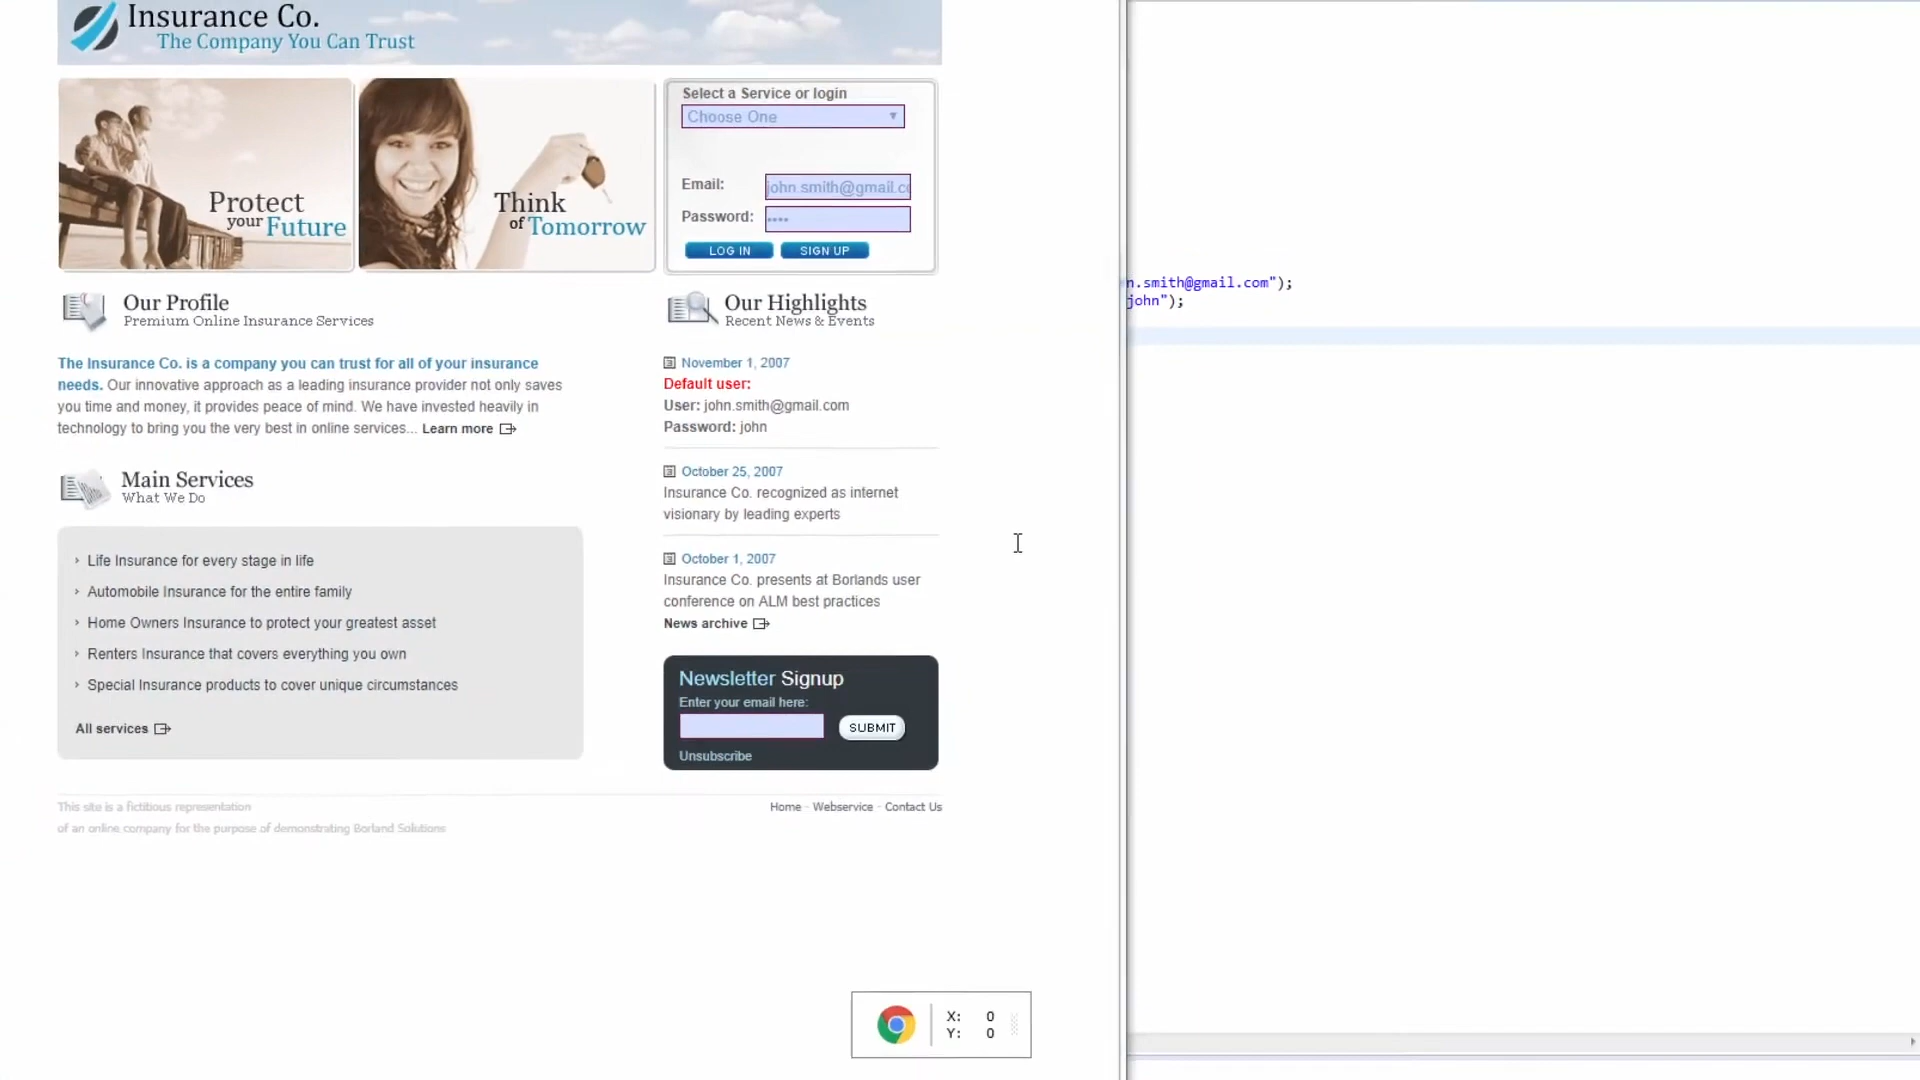 Insurance Co.
The Company You Can Trust
Protect
your Future
Think
of Tomorrow
Select a Service or login
Choose One
Email:
john.smith@gmail.co
Password:
••••
LOG IN
SIGN UP
n.smith@gmail.com");
john");
Our Profile
Premium Online Insurance Services
The Insurance Co. is a company you can trust for all of your insurance
needs. Our innovative approach as a leading insurance provider not only saves
you time and money, it provides peace of mind. We have invested heavily in
technology to bring you the very best in online services... Learn more
Main Services
What We Do
Life Insurance for every stage in life
Automobile Insurance for the entire family
Home Owners Insurance to protect your greatest asset
Renters Insurance that covers everything you own
Special Insurance products to cover unique circumstances
All services
Our Highlights
Recent News & Events
November 1, 2007
Default user:
User: john.smith@gmail.com
Password: john
October 25, 2007
Insurance Co. recognized as internet
visionary by leading experts
October 1, 2007
Insurance Co. presents at Borlands user
conference on ALM best practices
News archive
Newsletter Signup
Enter your email here:
SUBMIT
Unsubscribe
This site is a fictitious representation
of an online company for the purpose of demonstrating Borland Solutions
Home - Webservice - Contact Us
X: 0
Y: 0